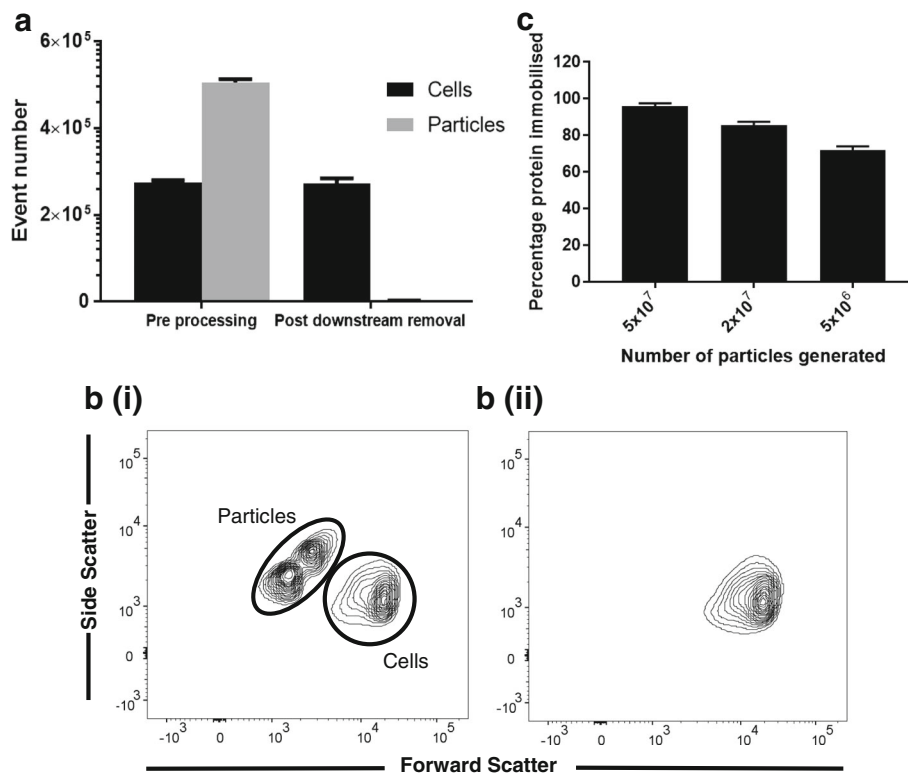 a
Event number
6×10⁵
4×10⁵
2×10⁵
0
Cells
Particles
Pre processing
Post downstream removal
c
Percentage protein immobilised
120
100
80
60
40
20
0
5x10⁷
2x10⁷
5x10⁶
Number of particles generated
b (i)
Side Scatter
10⁵
10⁴
10³
0
-10³
Particles
Cells
-10³
0
10³
10⁴
10⁵
b (ii)
10⁵
10⁴
10³
0
-10³
-10³
0
10³
10⁴
10⁵
Forward Scatter